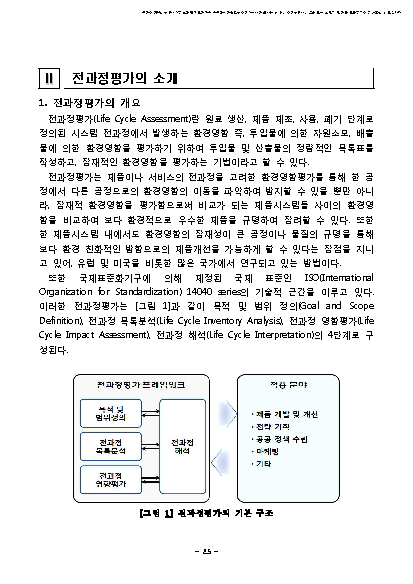 Ⅱ 전과정평가의 소개
1. 전과정평가의 개요
전과정평가(Life Cycle Assessment)란 원료 생산, 제품 제조, 사용, 폐기 단계로
정의된 시스템 전과정에서 발생하는 환경영향 즉, 투입물에 의한 자원소모, 배출
물에 의한 환경영향을 평가하기 위하여 투입물 및 산출물의 정량적인 목록표를
작성하고, 잠재적인 환경영향을 평가하는 기법이라고 할 수 있다.
전과정평가는 제품이나 서비스의 전과정을 고려한 환경영향평가를 통해 한 공
정에서 다른 공정으로의 환경영향의 이동을 파악하여 방지할 수 있을 뿐만 아니
라, 잠재적 환경영향을 평가함으로써 비교가 되는 제품시스템들 사이의 환경영
향을 비교하여 보다 환경적으로 우수한 제품을 규명하여 장려할 수 있다. 또한
한 제품시스템 내에서도 환경영향의 잠재성이 큰 공정이나 물질의 규명을 통해
보다 환경 친화적인 방향으로의 제품개선을 가능하게 할 수 있다는 장점을 지니
고 있어, 유럽 및 미국을 비롯한 많은 국가에서 연구되고 있는 방법이다.
또한 국제표준화기구에 의해 제정된 국제 표준인 ISO(International
Organization for Standardization) 14040 series의 기술적 근간을 이루고 있다.
이러한 전과정평가는 [그림 1]과 같이 목적 및 범위 정의(Goal and Scope
Definition), 전과정 목록분석(Life Cycle Inventory Analysis), 전과정 영향평가(Life
Cycle Impact Assessment), 전과정 해석(Life Cycle Interpretation)의 4단계로 구
성된다.
전과정평가 프레임워크
목적 및
범위정의
전과정
목록분석
전과정
영향평가
전과정
해석
적용 분야
· 제품 개발 및 개선
· 전략 기획
· 공공 정책 수립
· 마케팅
· 기타
[그림 1] 전과정평가의 기본 구조